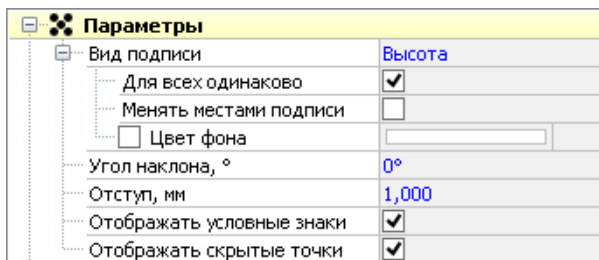 Параметры
Вид подписи Высота
Для всех одинаково
Менять местами подписи
Цвет фона
Угол наклона, ° 0°
Отступ, мм 1,000
Отображать условные знаки
Отображать скрытые точки